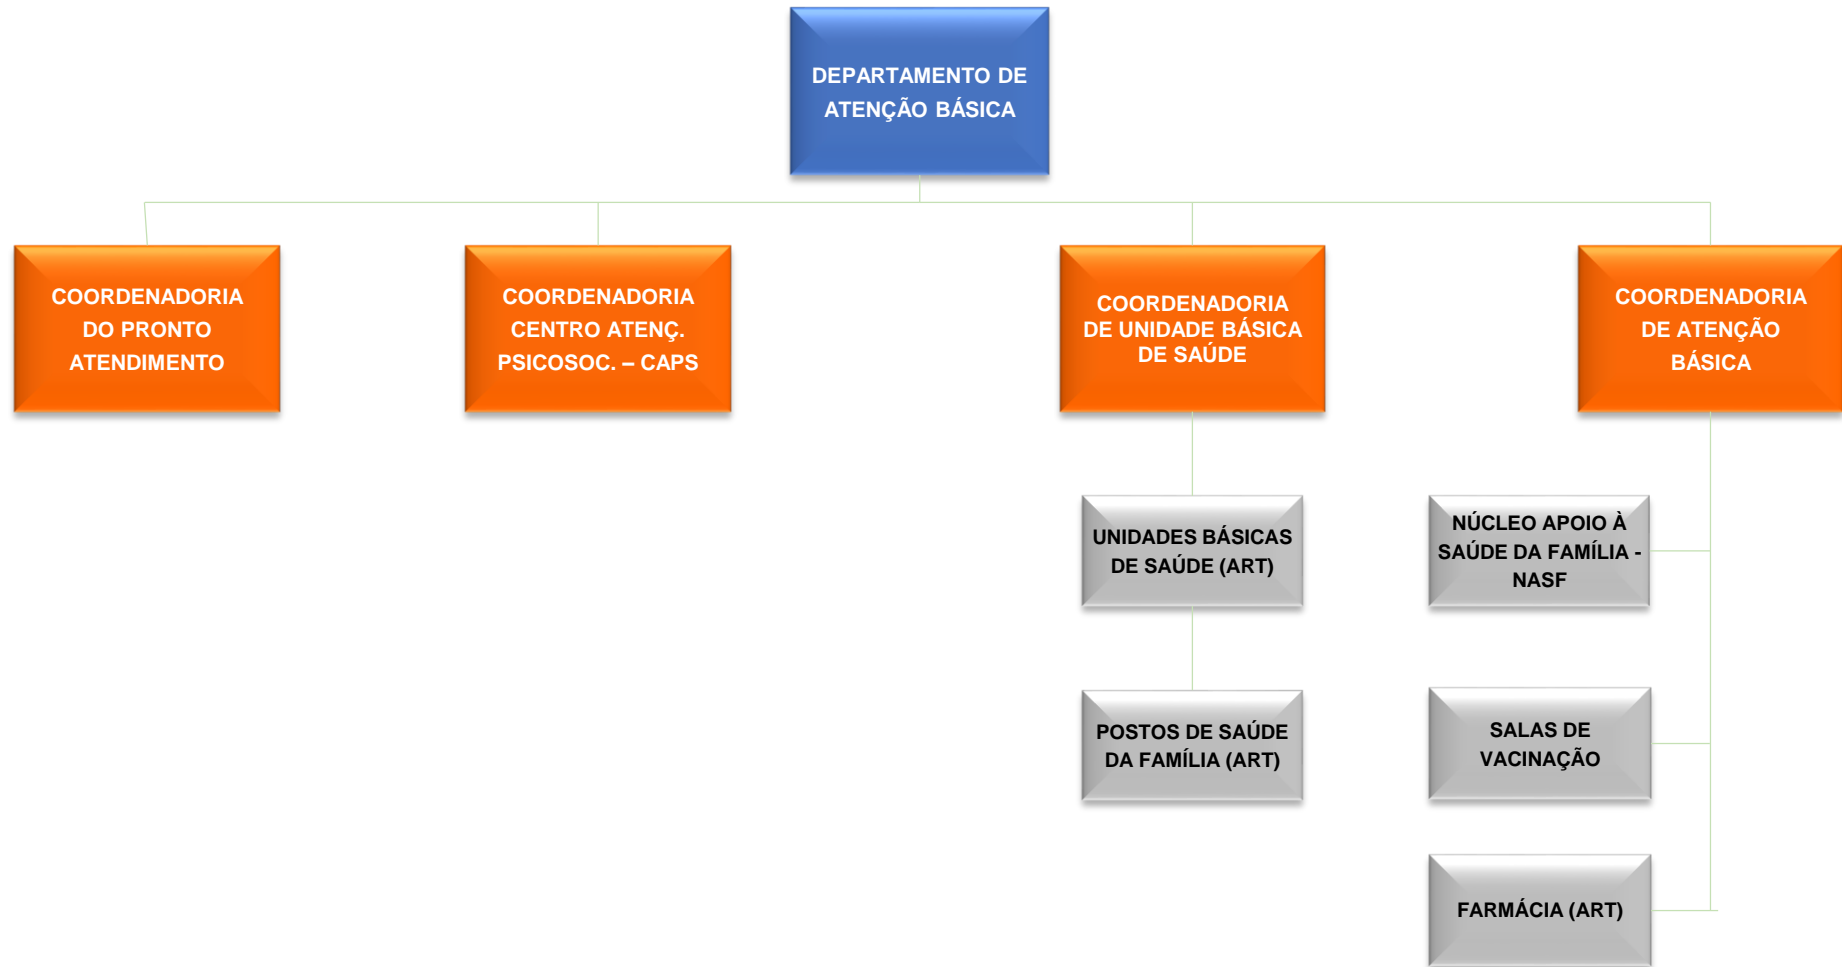 DEPARTAMENTO DE
ATENÇÃO BÁSICA
COORDENADORIA
DO PRONTO
ATENDIMENTO
COORDENADORIA
CENTRO ATENÇ.
PSICOSOC. – CAPS
COORDENADORIA
DE UNIDADE BÁSICA
DE SAÚDE
COORDENADORIA
DE ATENÇÃO
BÁSICA
UNIDADES BÁSICAS
DE SAÚDE (ART)
NÚCLEO APOIO À
SAÚDE DA FAMÍLIA -
NASF
POSTOS DE SAÚDE
DA FAMÍLIA (ART)
SALAS DE
VACINAÇÃO
FARMÁCIA (ART)